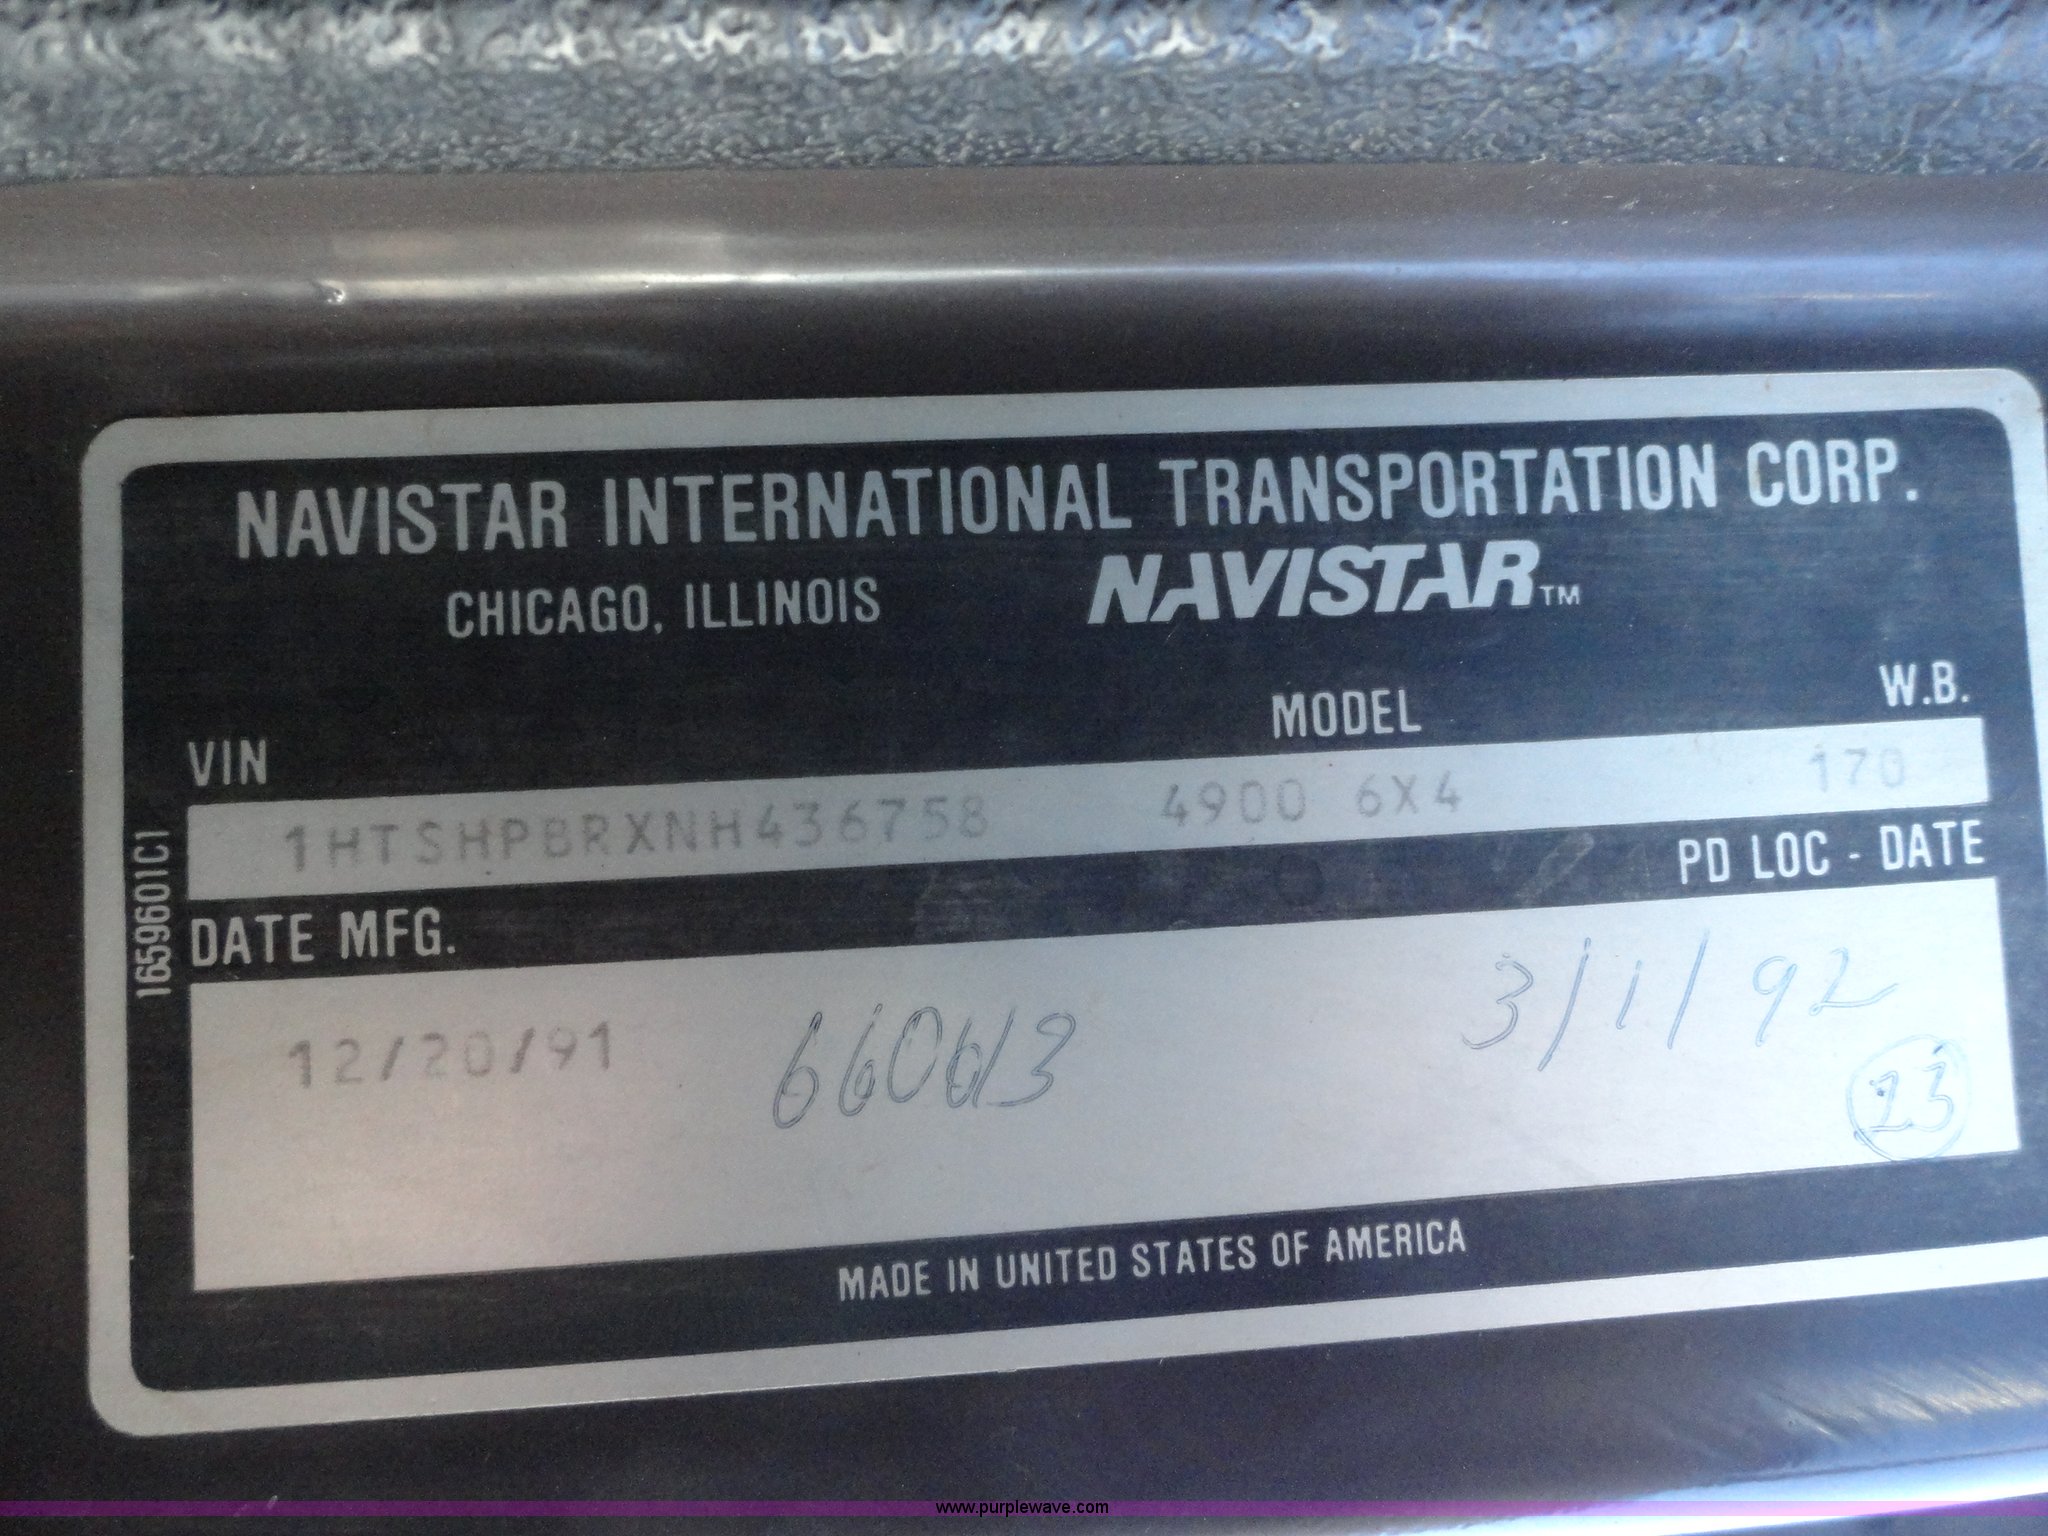 NAVISTAR INTERNATIONAL TRANSPORTATION CORP.
CHICAGO, ILLINOIS NAVISTAR™
VIN MODEL W.B.
1HTSHPBRXNH436758 4900 6X4 170
DATE MFG. PD LOC - DATE
12/20/91 3/1/92
23
MADE IN UNITED STATES OF AMERICA
1659601C1
www.purplewave.com